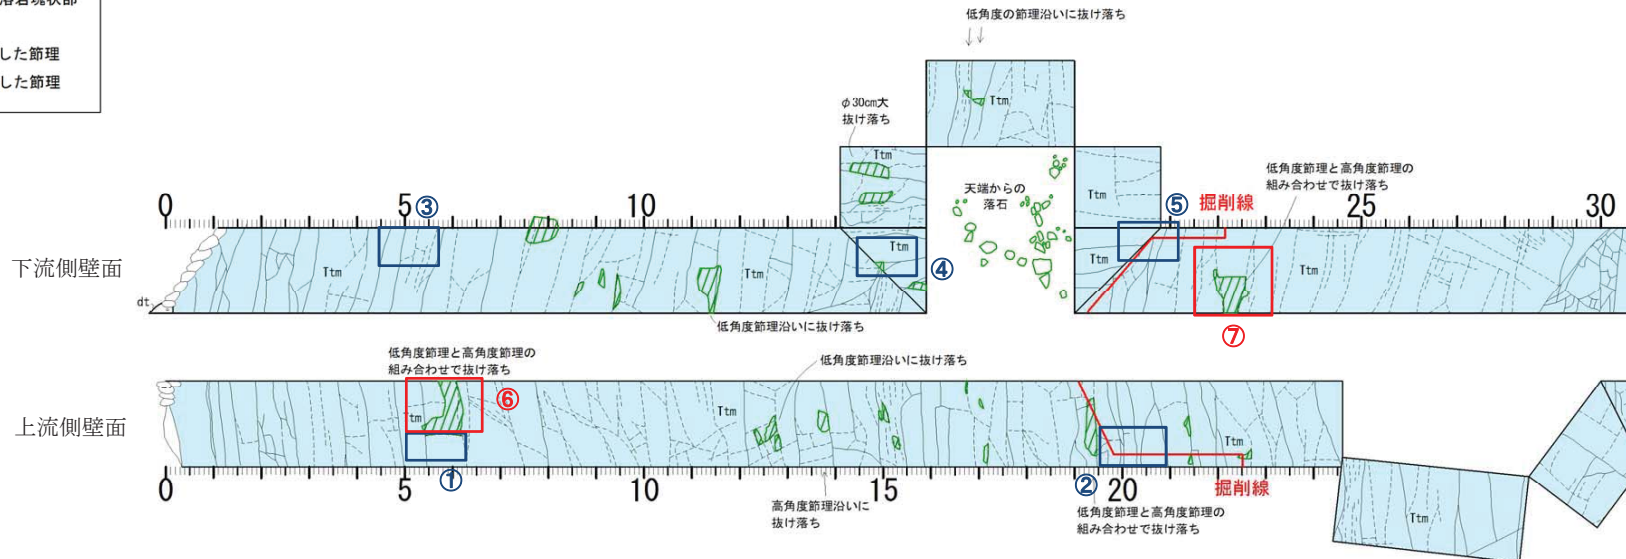 した節理
した節理
低角度の節理沿いに抜け落ち
φ30cm大
抜け落ち
Ttm
Ttm
天端からの
落石
Ttm
低角度節理と高角度節理の
組み合わせで抜け落ち
0
5
③
10
⑤
掘削線
25
30
下流側壁面
Ttm
Ttm
Ttm
④
Ttm
Ttm
dt
低角度節理沿いに抜け落ち
⑦
低角度節理と高角度節理の
組み合わせで抜け落ち
低角度節理沿いに抜け落ち
上流側壁面
Ttm
⑥
Ttm
Ttm
0
5
①
10
15
②
20
掘削線
高角度節理沿いに
抜け落ち
低角度節理と高角度節理の
組み合わせで抜け落ち
Ttm